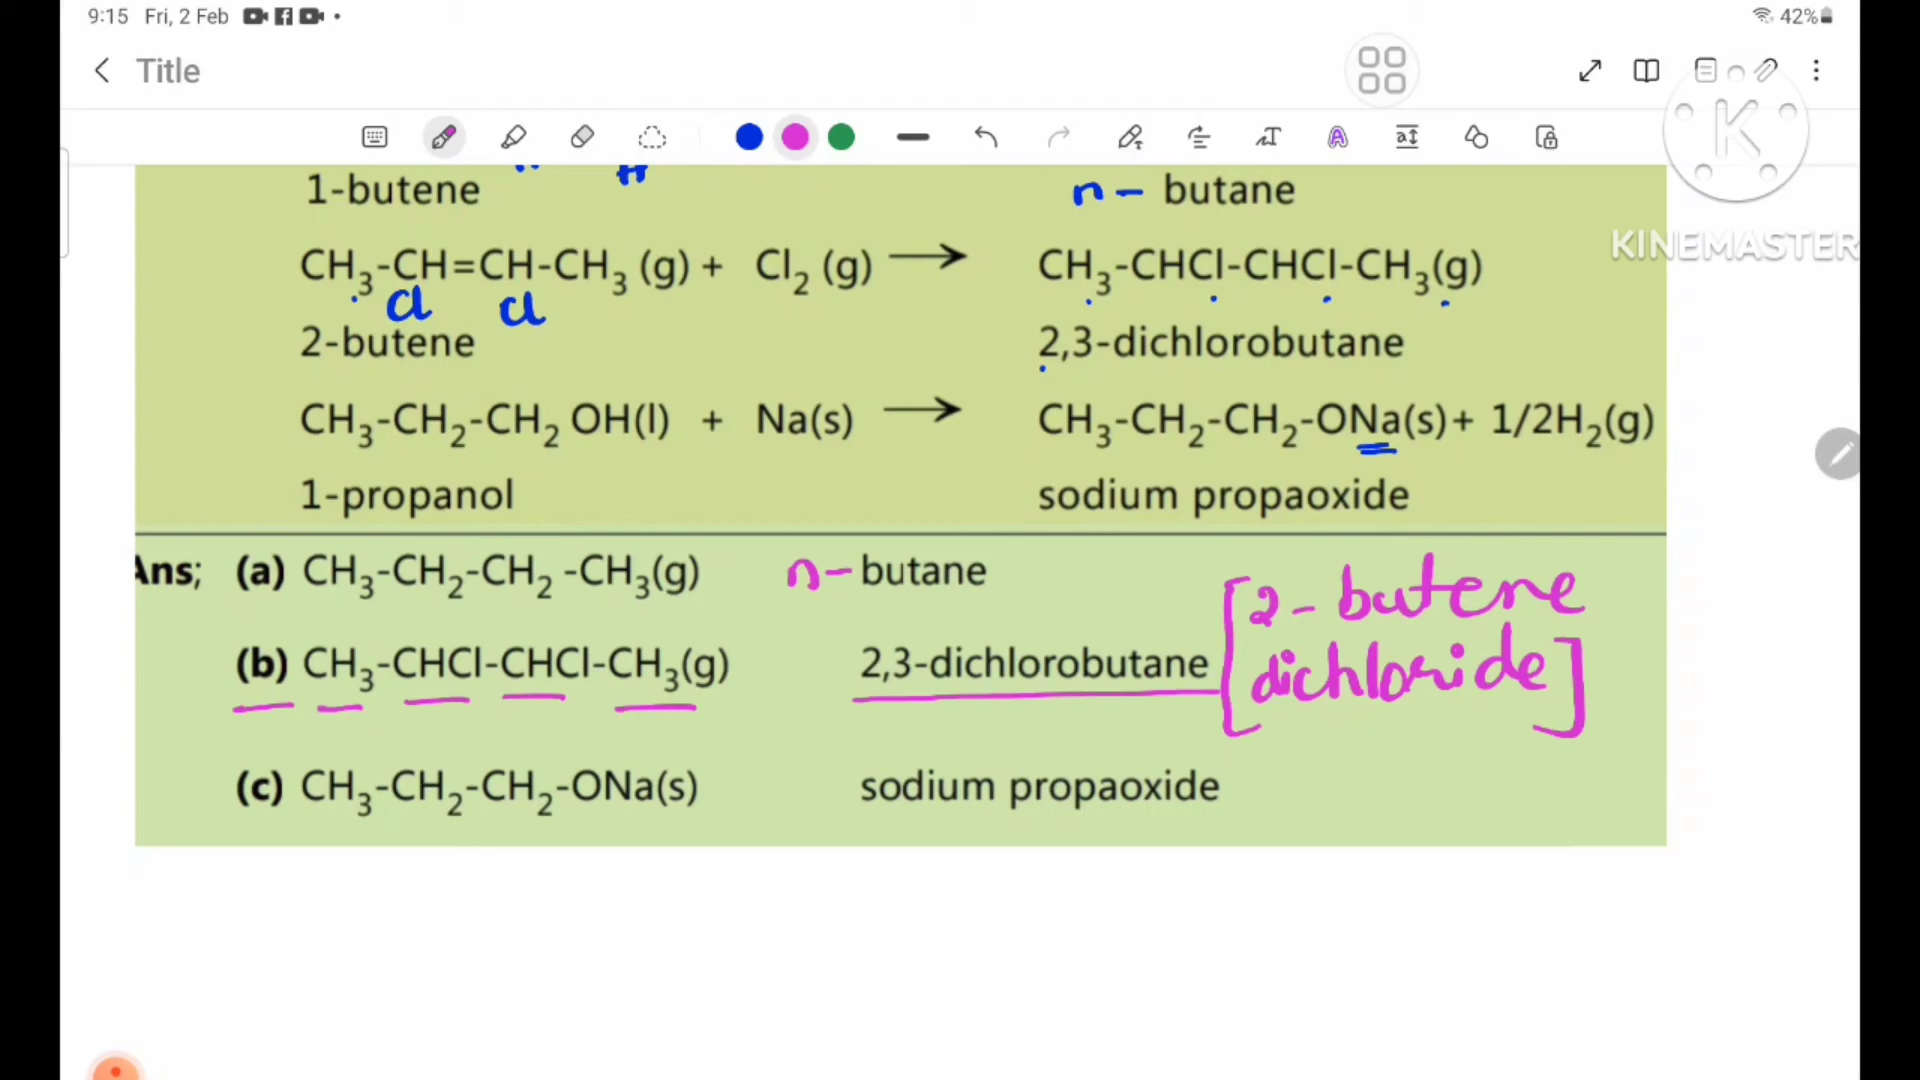 9:15 Fri, 2 Feb 42%
Title
K
KINEMASTER
1-butene n- butane
CH3-CH=CH-CH3 (g) + Cl2 (g) → CH3-CHCl-CHCl-CH3(g)
Cl Cl
2-butene 2,3-dichlorobutane
CH3-CH2-CH2 OH(l) + Na(s) → CH3-CH2-CH2-ONa(s)+ 1/2H2(g)
1-propanol sodium propaoxide
Ans; (a) CH3-CH2-CH2 -CH3(g) n- butane
(b) CH3-CHCl-CHCl-CH3(g) 2,3-dichlorobutane [2-butene
dichloride]
(c) CH3-CH2-CH2-ONa(s) sodium propaoxide